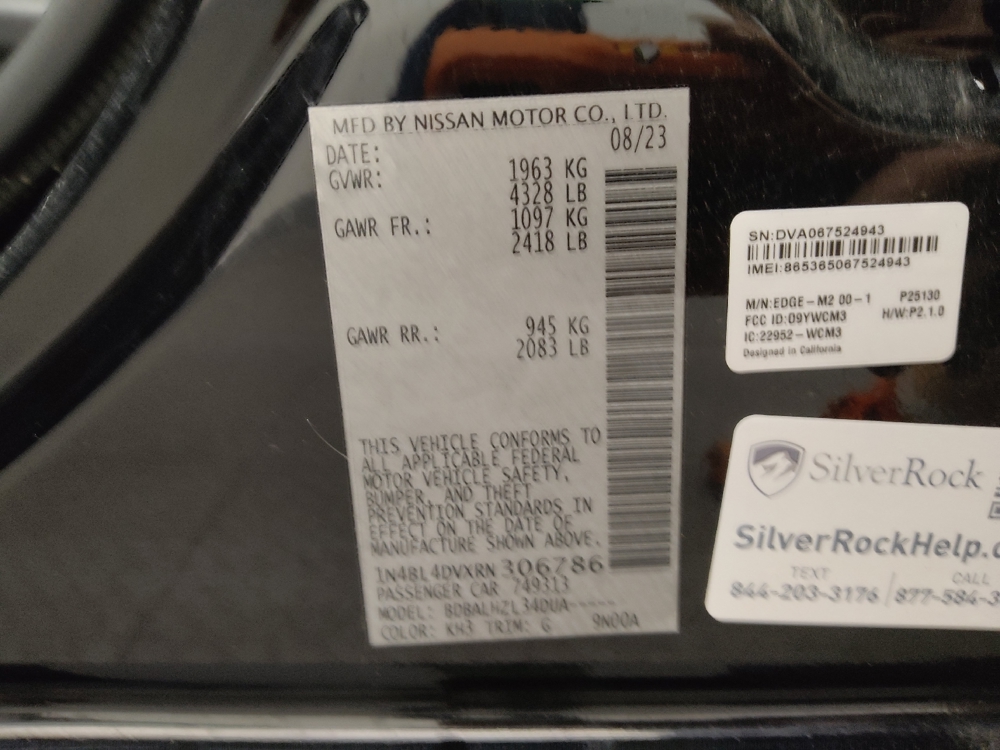 MFD BY NISSAN MOTOR CO., LTD.
DATE: 08/23
GVWR: 1963 KG
4328 LB
GAWR FR.: 1097 KG
2418 LB
GAWR RR.: 945 KG
2083 LB
THIS VEHICLE CONFORMS TO
ALL APPLICABLE FEDERAL
MOTOR VEHICLE SAFETY,
BUMPER, AND THEFT
PREVENTION STANDARDS IN
EFFECT ON THE DATE OF
MANUFACTURE SHOWN ABOVE.
1N4BL4DVXRN306786
PASSENGER CAR 749313
MODEL: BDBALHZL34DUA-----
COLOR: KH3 TRIM: G 9N00A
SN:DVA067524943
IMEI:865365067524943
M/N:EDGE-M2 00-1 P25130
FCC ID:D9YWCM3 H/W:P2.1.0
IC:22952-WCM3
Designed in California
SilverRock
SilverRockHelp.c
TEXT CALL
844-203-3176 877-584-3